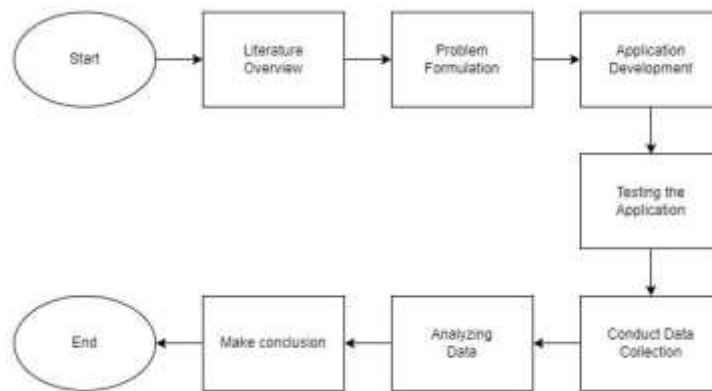 Start
Literature
Overview
Problem
Formulation
Application
Development
Testing the
Application
Conduct Data
Collection
Analyzing
Data
Make conclusion
End